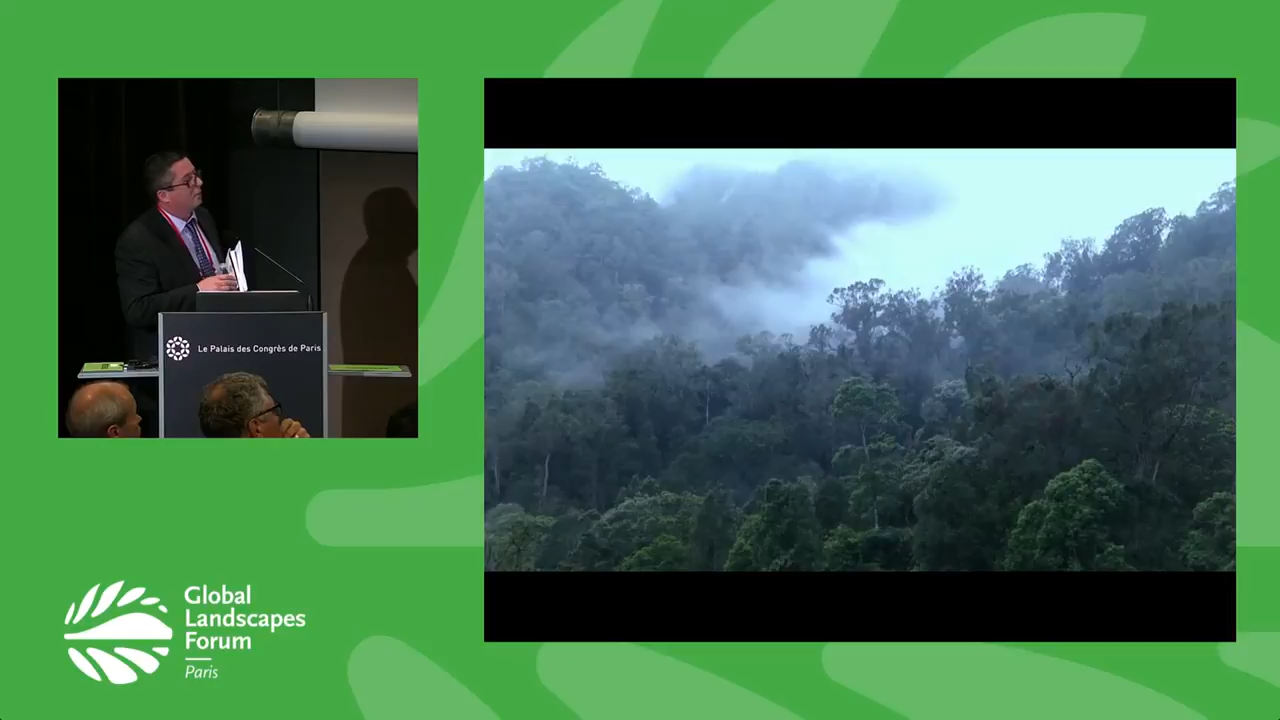 Le Palais des Congrès de Paris
Global
Landscapes
Forum
Paris